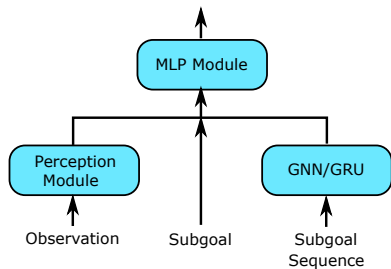 MLP Module
Perception
Module
GNN/GRU
Observation
Subgoal
Subgoal
Sequence